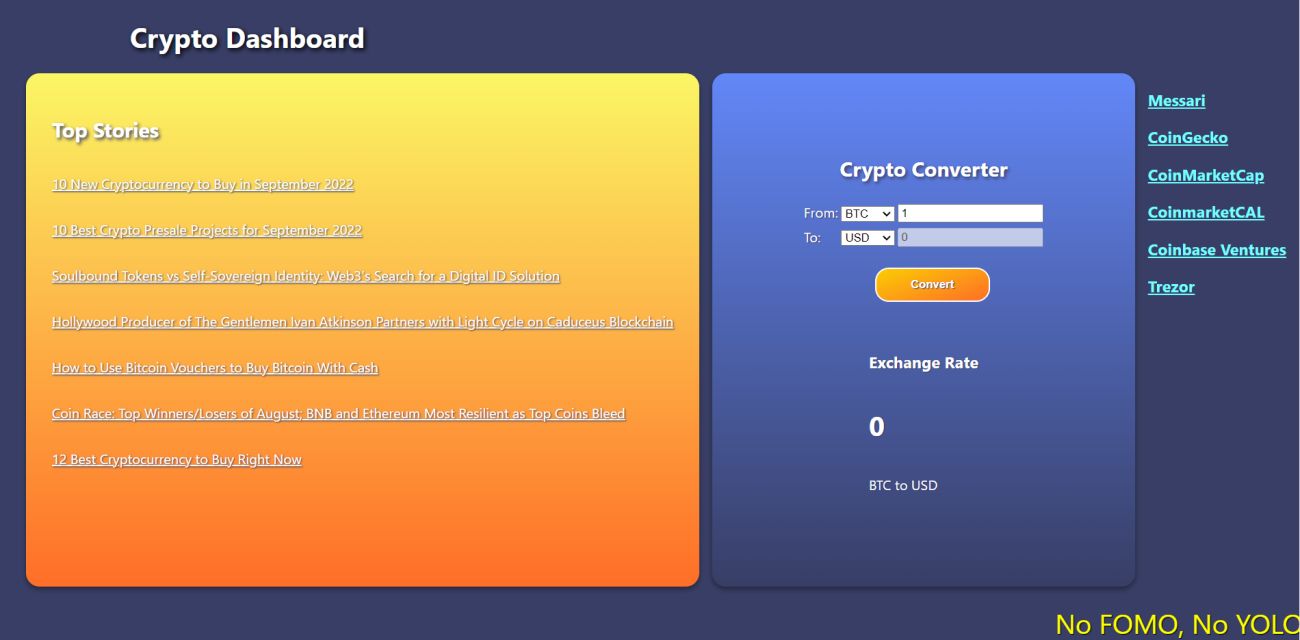 Crypto Dashboard
Top Stories
10 New Cryptocurrency to Buy in September 2022
10 Best Crypto Presale Projects for September 2022
Soulbound Tokens vs Self-Sovereign Identity: Web3's Search for a Digital ID Solution
Hollywood Producer of The Gentlemen Ivan Atkinson Partners with Light Cycle on Caduceus Blockchain
How to Use Bitcoin Vouchers to Buy Bitcoin With Cash
Coin Race: Top Winners/Losers of August; BNB and Ethereum Most Resilient as Top Coins Bleed
12 Best Cryptocurrency to Buy Right Now
Crypto Converter
From: BTC 1
To: USD 0
Convert
Exchange Rate
0
BTC to USD
Messari
CoinGecko
CoinMarketCap
CoinmarketCAL
Coinbase Ventures
Trezor
No FOMO, No YOLO